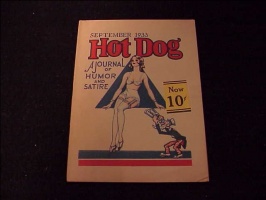 SEPTEMBER 1935
Hot Dog
A JOURNAL
OF
HUMOR
AND
SATIRE
Now
10¢